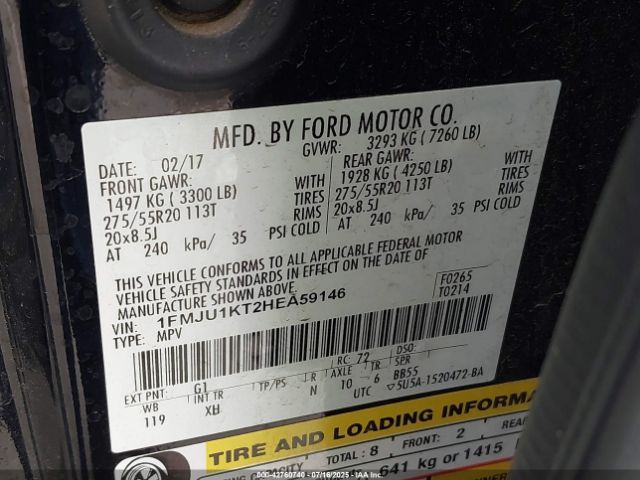 MFD. BY FORD MOTOR CO.
DATE: 02/17
GVWR: 3293 KG ( 7260 LB)
FRONT GAWR:
REAR GAWR:
1497 KG ( 3300 LB) WITH
1928 KG ( 4250 LB) WITH
275/55R20 113T TIRES
275/55R20 113T TIRES
20x8.5J RIMS
20x8.5J RIMS
AT 240 kPa/ 35 PSI COLD
AT 240 kPa/ 35 PSI COLD
THIS VEHICLE CONFORMS TO ALL APPLICABLE FEDERAL MOTOR
VEHICLE SAFETY STANDARDS IN EFFECT ON THE DATE OF
MANUFACTURE SHOWN ABOVE.
F0265
T0214
VIN: 1FMJU1KT2HEA59146
TYPE: MPV
EXT PNT: G1 RC: 72 DSO:
WB INT TR TP/PS R AXLE TR SPR
119 XH N 10 6 BB55
UTC 5U5A-1520472-BA
TIRE AND LOADING INFORMA
TOTAL: 8 FRONT: 2 REAR
641 kg or 1415
© IAAI - 42760740 - 07/16/2025 - IAA Inc.